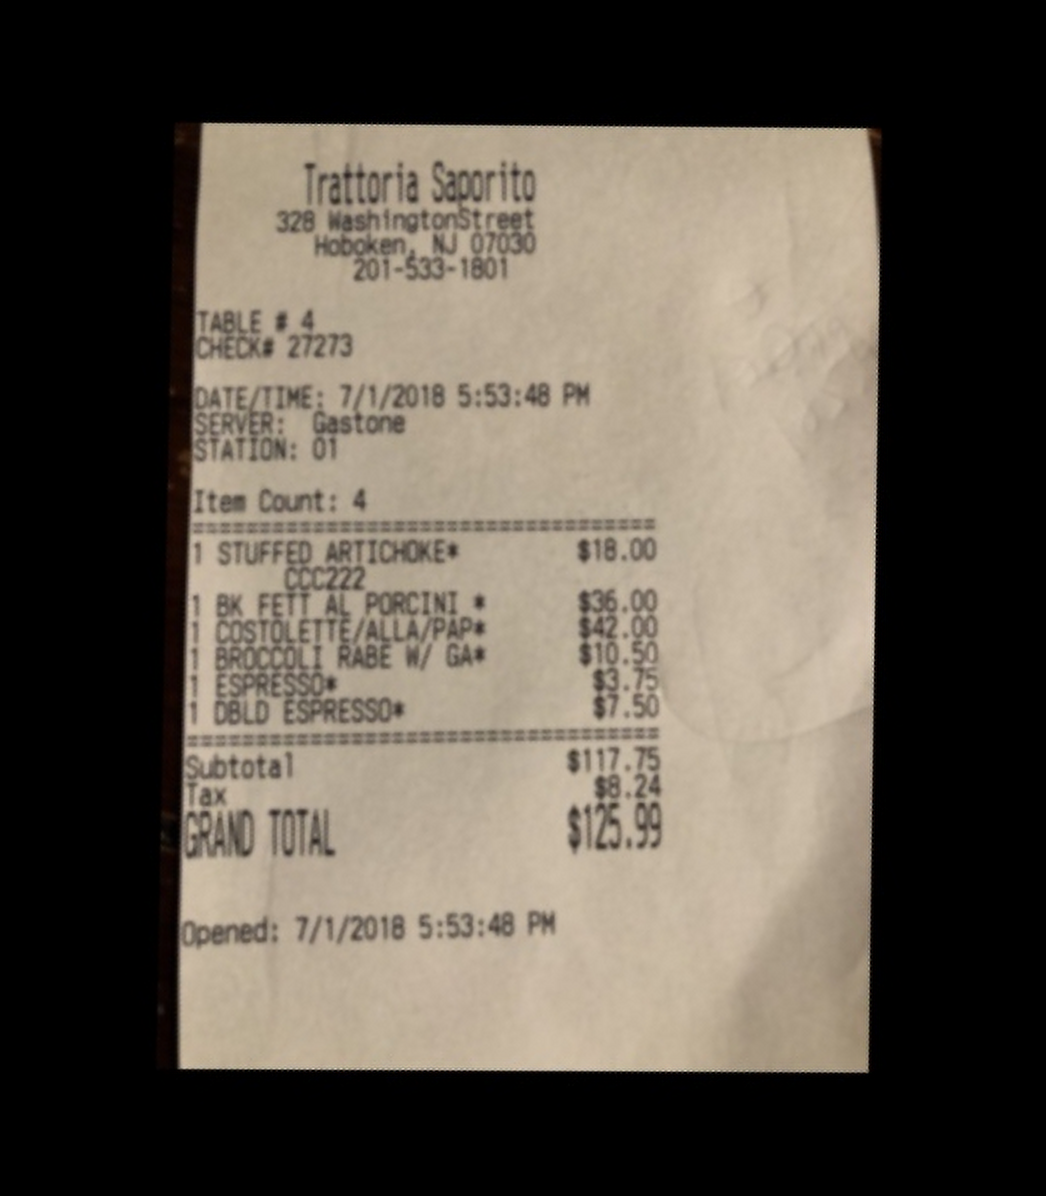 Trattoria Saporito
328 WashingtonStreet
Hoboken, NJ 07030
201-533-1801
TABLE # 4
CHECK# 27273
DATE/TIME: 7/1/2018 5:53:48 PM
SERVER: Gastone
STATION: 01
Item Count: 4
===================================
1 STUFFED ARTICHOKE* $18.00
CCC222
1 BK FETT AL PORCINI * $36.00
1 COSTOLETTE/ALLA/PAP* $42.00
1 BROCCOLI RABE W/ GA* $10.50
1 ESPRESSO* $3.75
1 DBLD ESPRESSO* $7.50
===================================
Subtotal $117.75
Tax $8.24
GRAND TOTAL $125.99
Opened: 7/1/2018 5:53:48 PM